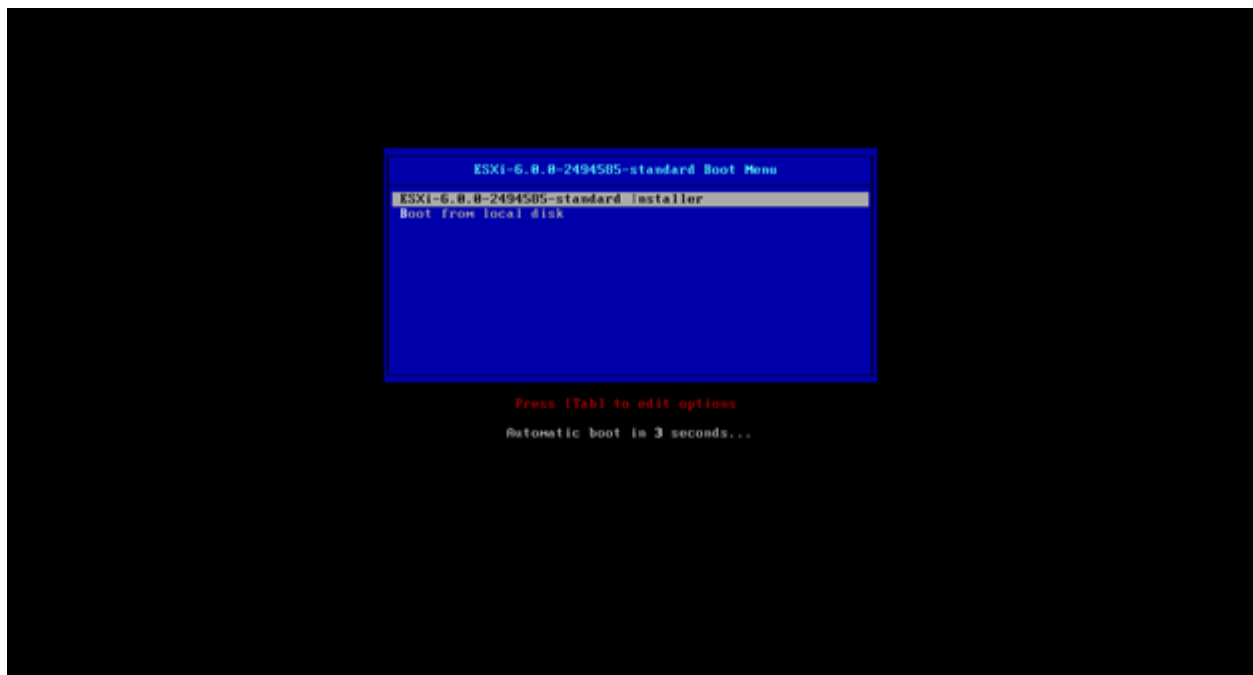 ESXi-6.0.0-2494585-standard Boot Menu
ESXi-6.0.0-2494585-standard Installer
Boot from local disk
Press [Tab] to edit options
Automatic boot in 3 seconds...